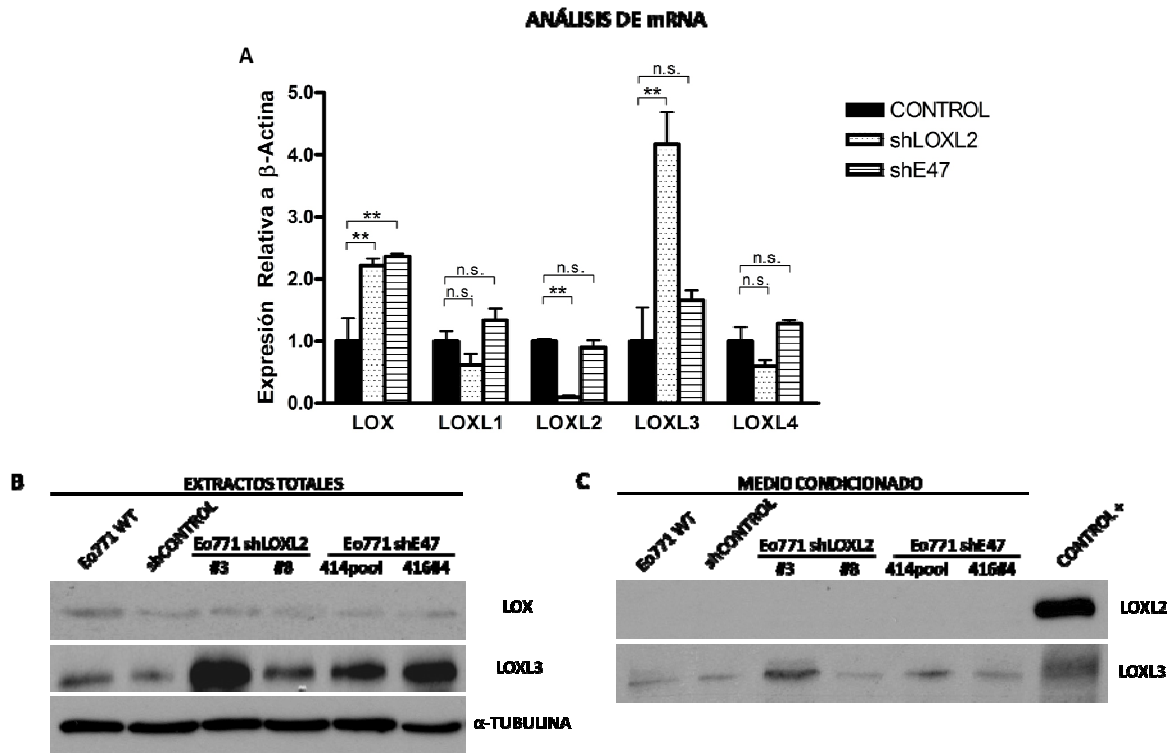 ANÁLISIS DE mRNA
A
n.s.
**
5.0
4.0
3.0
2.0
1.0
0.0
Expresión Relativa a β-Actina
CONTROL
shLOXL2
shE47
**
**
n.s.
n.s.
n.s.
**
n.s.
n.s.
LOX
LOXL1
LOXL2
LOXL3
LOXL4
B
EXTRACTOS TOTALES
Eo771 WT
shCONTROL
Eo771 shLOXL2
Eo771 shE47
#3
#8
414pool
416#4
LOX
LOXL3
α-TUBULINA
C
MEDIO CONDICIONADO
Eo771 WT
shCONTROL
Eo771 shLOXL2
Eo771 shE47
#3
#8
414pool
416#4
CONTROL +
LOXL2
LOXL3